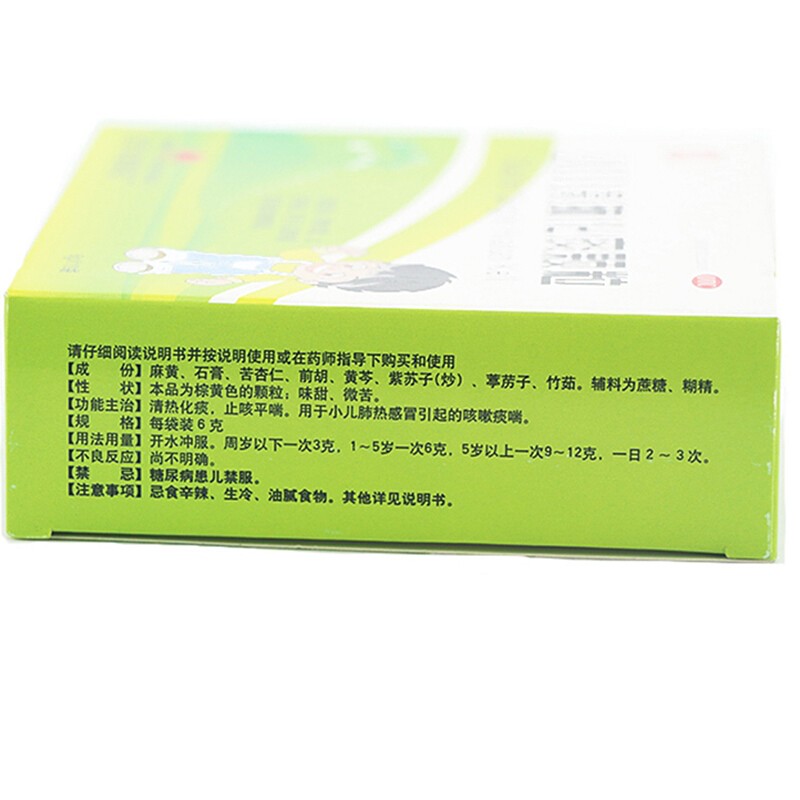 请仔细阅读说明书并按说明使用或在药师指导下购买和使用
【成 份】麻黄、石膏、苦杏仁、前胡、黄芩、紫苏子(炒)、葶苈子、竹茹。辅料为蔗糖、糊精。
【性 状】本品为棕黄色的颗粒；味甜、微苦。
【功能主治】清热化痰，止咳平喘。用于小儿肺热感冒引起的咳嗽痰喘。
【规 格】每袋装6克
【用法用量】开水冲服。周岁以下一次3克，1～5岁一次6克，5岁以上一次9～12克，一日2～3次。
【不良反应】尚不明确。
【禁 忌】糖尿病患儿禁服。
【注意事项】忌食辛辣、生冷、油腻食物。其他详见说明书。